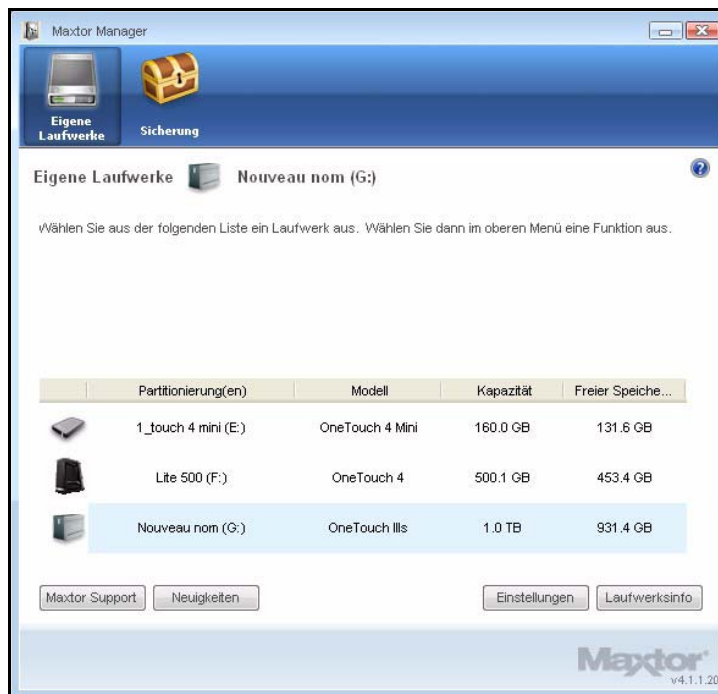 Maxtor Manager
Eigene
Laufwerke
Sicherung
Eigene Laufwerke Nouveau nom (G:)
Wählen Sie aus der folgenden Liste ein Laufwerk aus. Wählen Sie dann im oberen Menü eine Funktion aus.
Partitionierung(en) Modell Kapazität Freier Speiche...
1_touch 4 mini (E:) OneTouch 4 Mini 160.0 GB 131.6 GB
Lite 500 (F:) OneTouch 4 500.1 GB 453.4 GB
Nouveau nom (G:) OneTouch IIIs 1.0 TB 931.4 GB
Maxtor Support Neuigkeiten Einstellungen Laufwerksinfo
Maxtor
v4.1.1.20